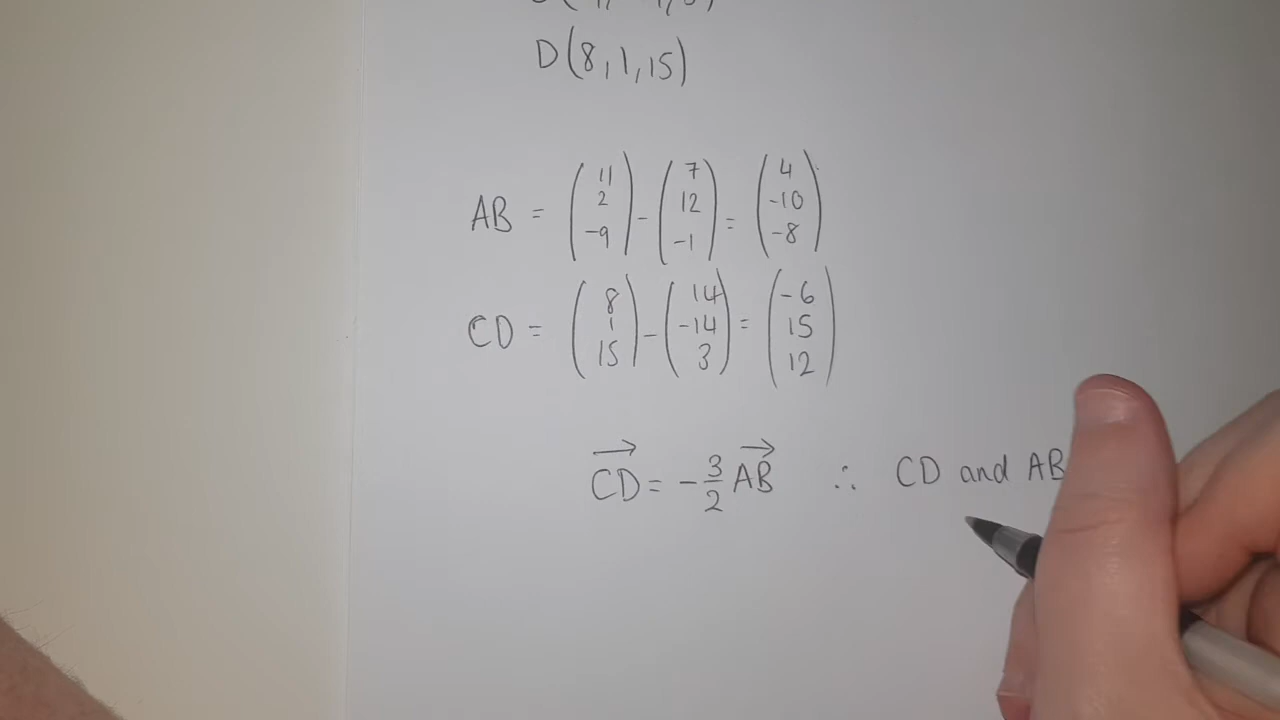 D(8,1,15)
AB = (11 2 -9) - (7 12 -1) = (4 -10 -8)
CD = (8 1 15) - (14 -14 3) = (-6 15 12)
CD→ = -3/2 AB→ ∴ CD and AB